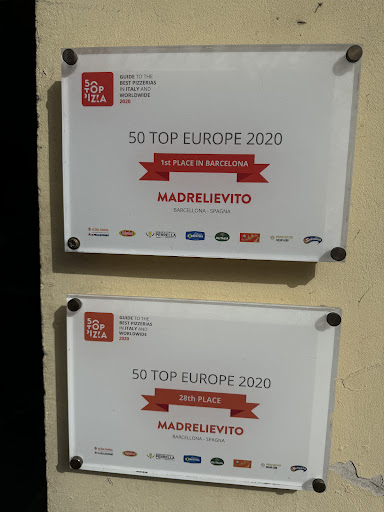 50
TOP
PIZZA
GUIDE TO THE
BEST PIZZERIAS
IN ITALY AND
WORLDWIDE
2020
50 TOP EUROPE 2020
1st PLACE IN BARCELONA
MADRELIEVITO
BARCELLONA - SPAGNA
50
TOP
PIZZA
GUIDE TO THE
BEST PIZZERIAS
IN ITALY AND
WORLDWIDE
2020
50 TOP EUROPE 2020
28th PLACE
MADRELIEVITO
BARCELLONA - SPAGNA